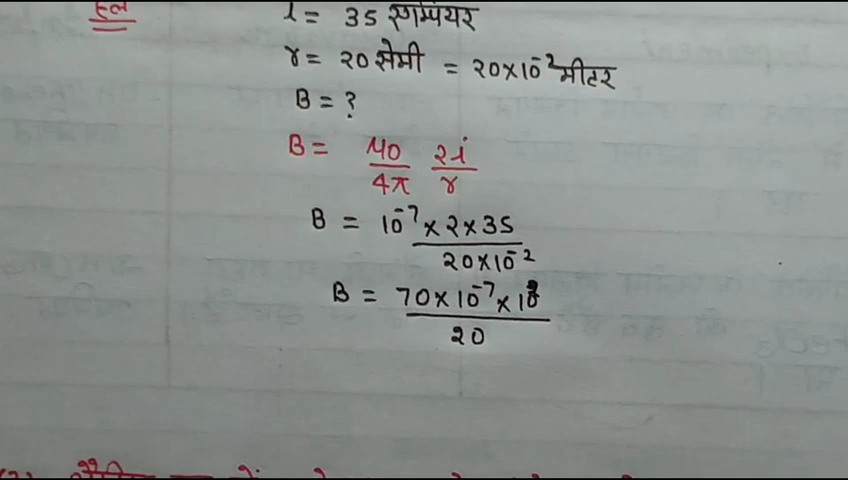 हल
i = 35 एम्पियर
r = 20 सेमी = 20×10⁻² मीटर
B = ?
B = μ0/4π 2i/r
B = 10⁻⁷ × 2 × 35 / 20×10⁻²
B = 70×10⁻⁷ × 10² / 20